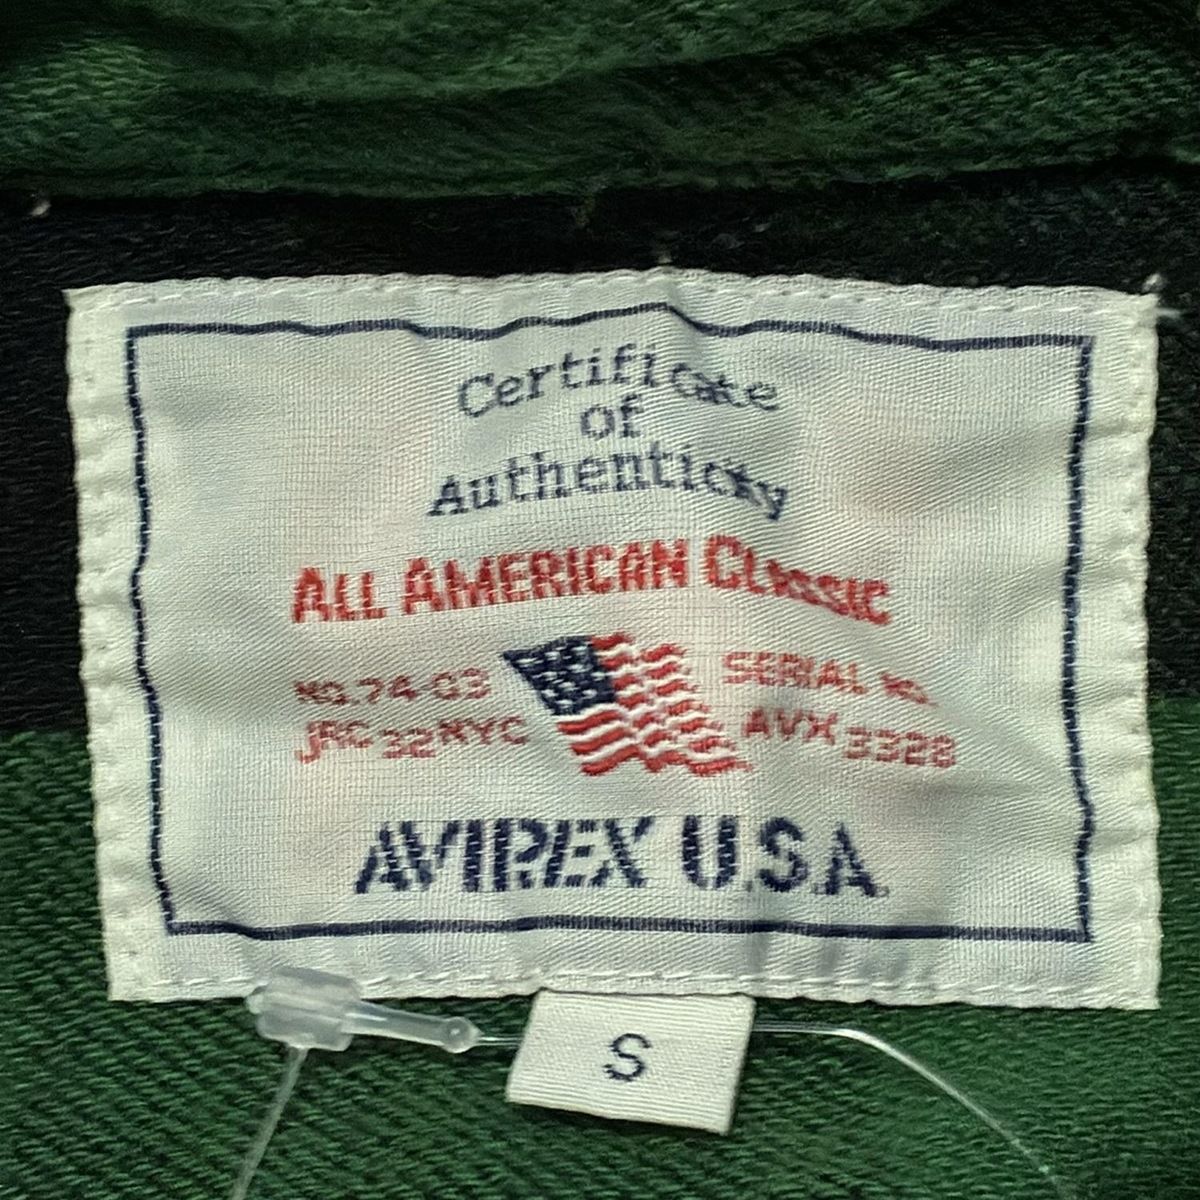 Certificate
of
Authenticity
ALL AMERICAN CLASSIC
NO.74-03 SERIAL No.
JRC 32 NYC AVX 3328
AVIREX U.S.A.
S